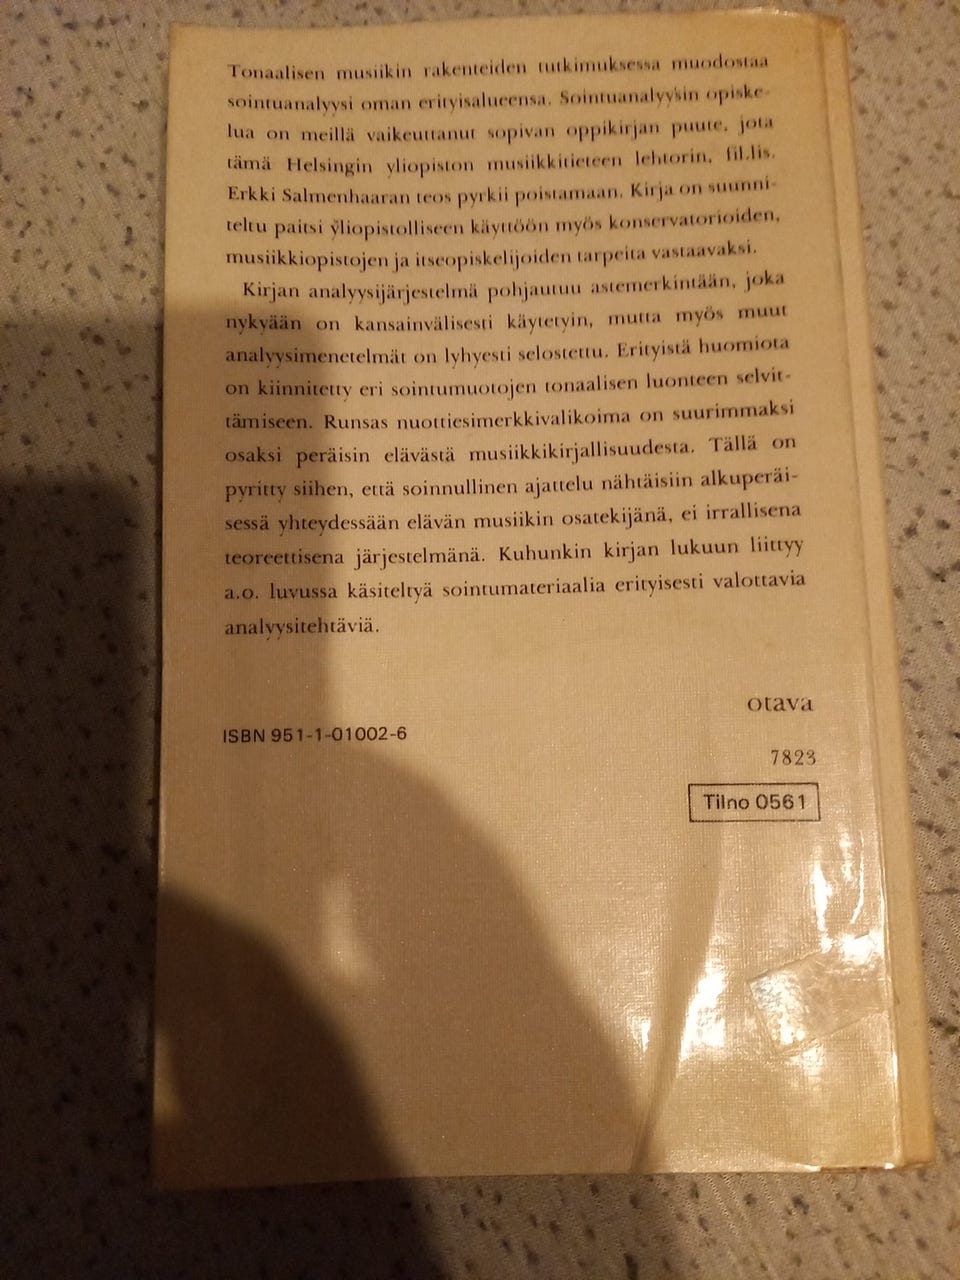 Tonaalisen musiikin rakenteiden tutkimuksessa muodostaa
sointuanalyysi oman erityisalueensa. Sointuanalyysin opiske-
lua on meillä vaikeuttanut sopivan oppikirjan puute, jota
tämä Helsingin yliopiston musiikkitieteen lehtorin, fil.lis.
Erkki Salmenhaaran teos pyrkii poistamaan. Kirja on suunni-
teltu paitsi yliopistolliseen käyttöön myös konservatorioiden,
musiikkiopistojen ja itseopiskelijoiden tarpeita vastaavaksi.
Kirjan analyysijärjestelmä pohjautuu astemerkintään, joka
nykyään on kansainvälisesti käytetyin, mutta myös muut
analyysimenetelmät on lyhyesti selostettu. Erityistä huomiota
on kiinnitetty eri sointumuotojen tonaalisen luonteen selvit-
tämiseen. Runsas nuottiesimerkkivalikoima on suurimmaksi
osaksi peräisin elävästä musiikkikirjallisuudesta. Tällä on
pyritty siihen, että soinnullinen ajattelu nähtäisiin alkuperäi-
sessä yhteydessään elävän musiikin osatekijänä, ei irrallisena
teoreettisena järjestelmänä. Kuhunkin kirjan lukuun liittyy
a.o. luvussa käsiteltyä sointumateriaalia erityisesti valottavia
analyysitehtäviä.
otava
ISBN 951-1-01002-6
7823
Tilno 0561